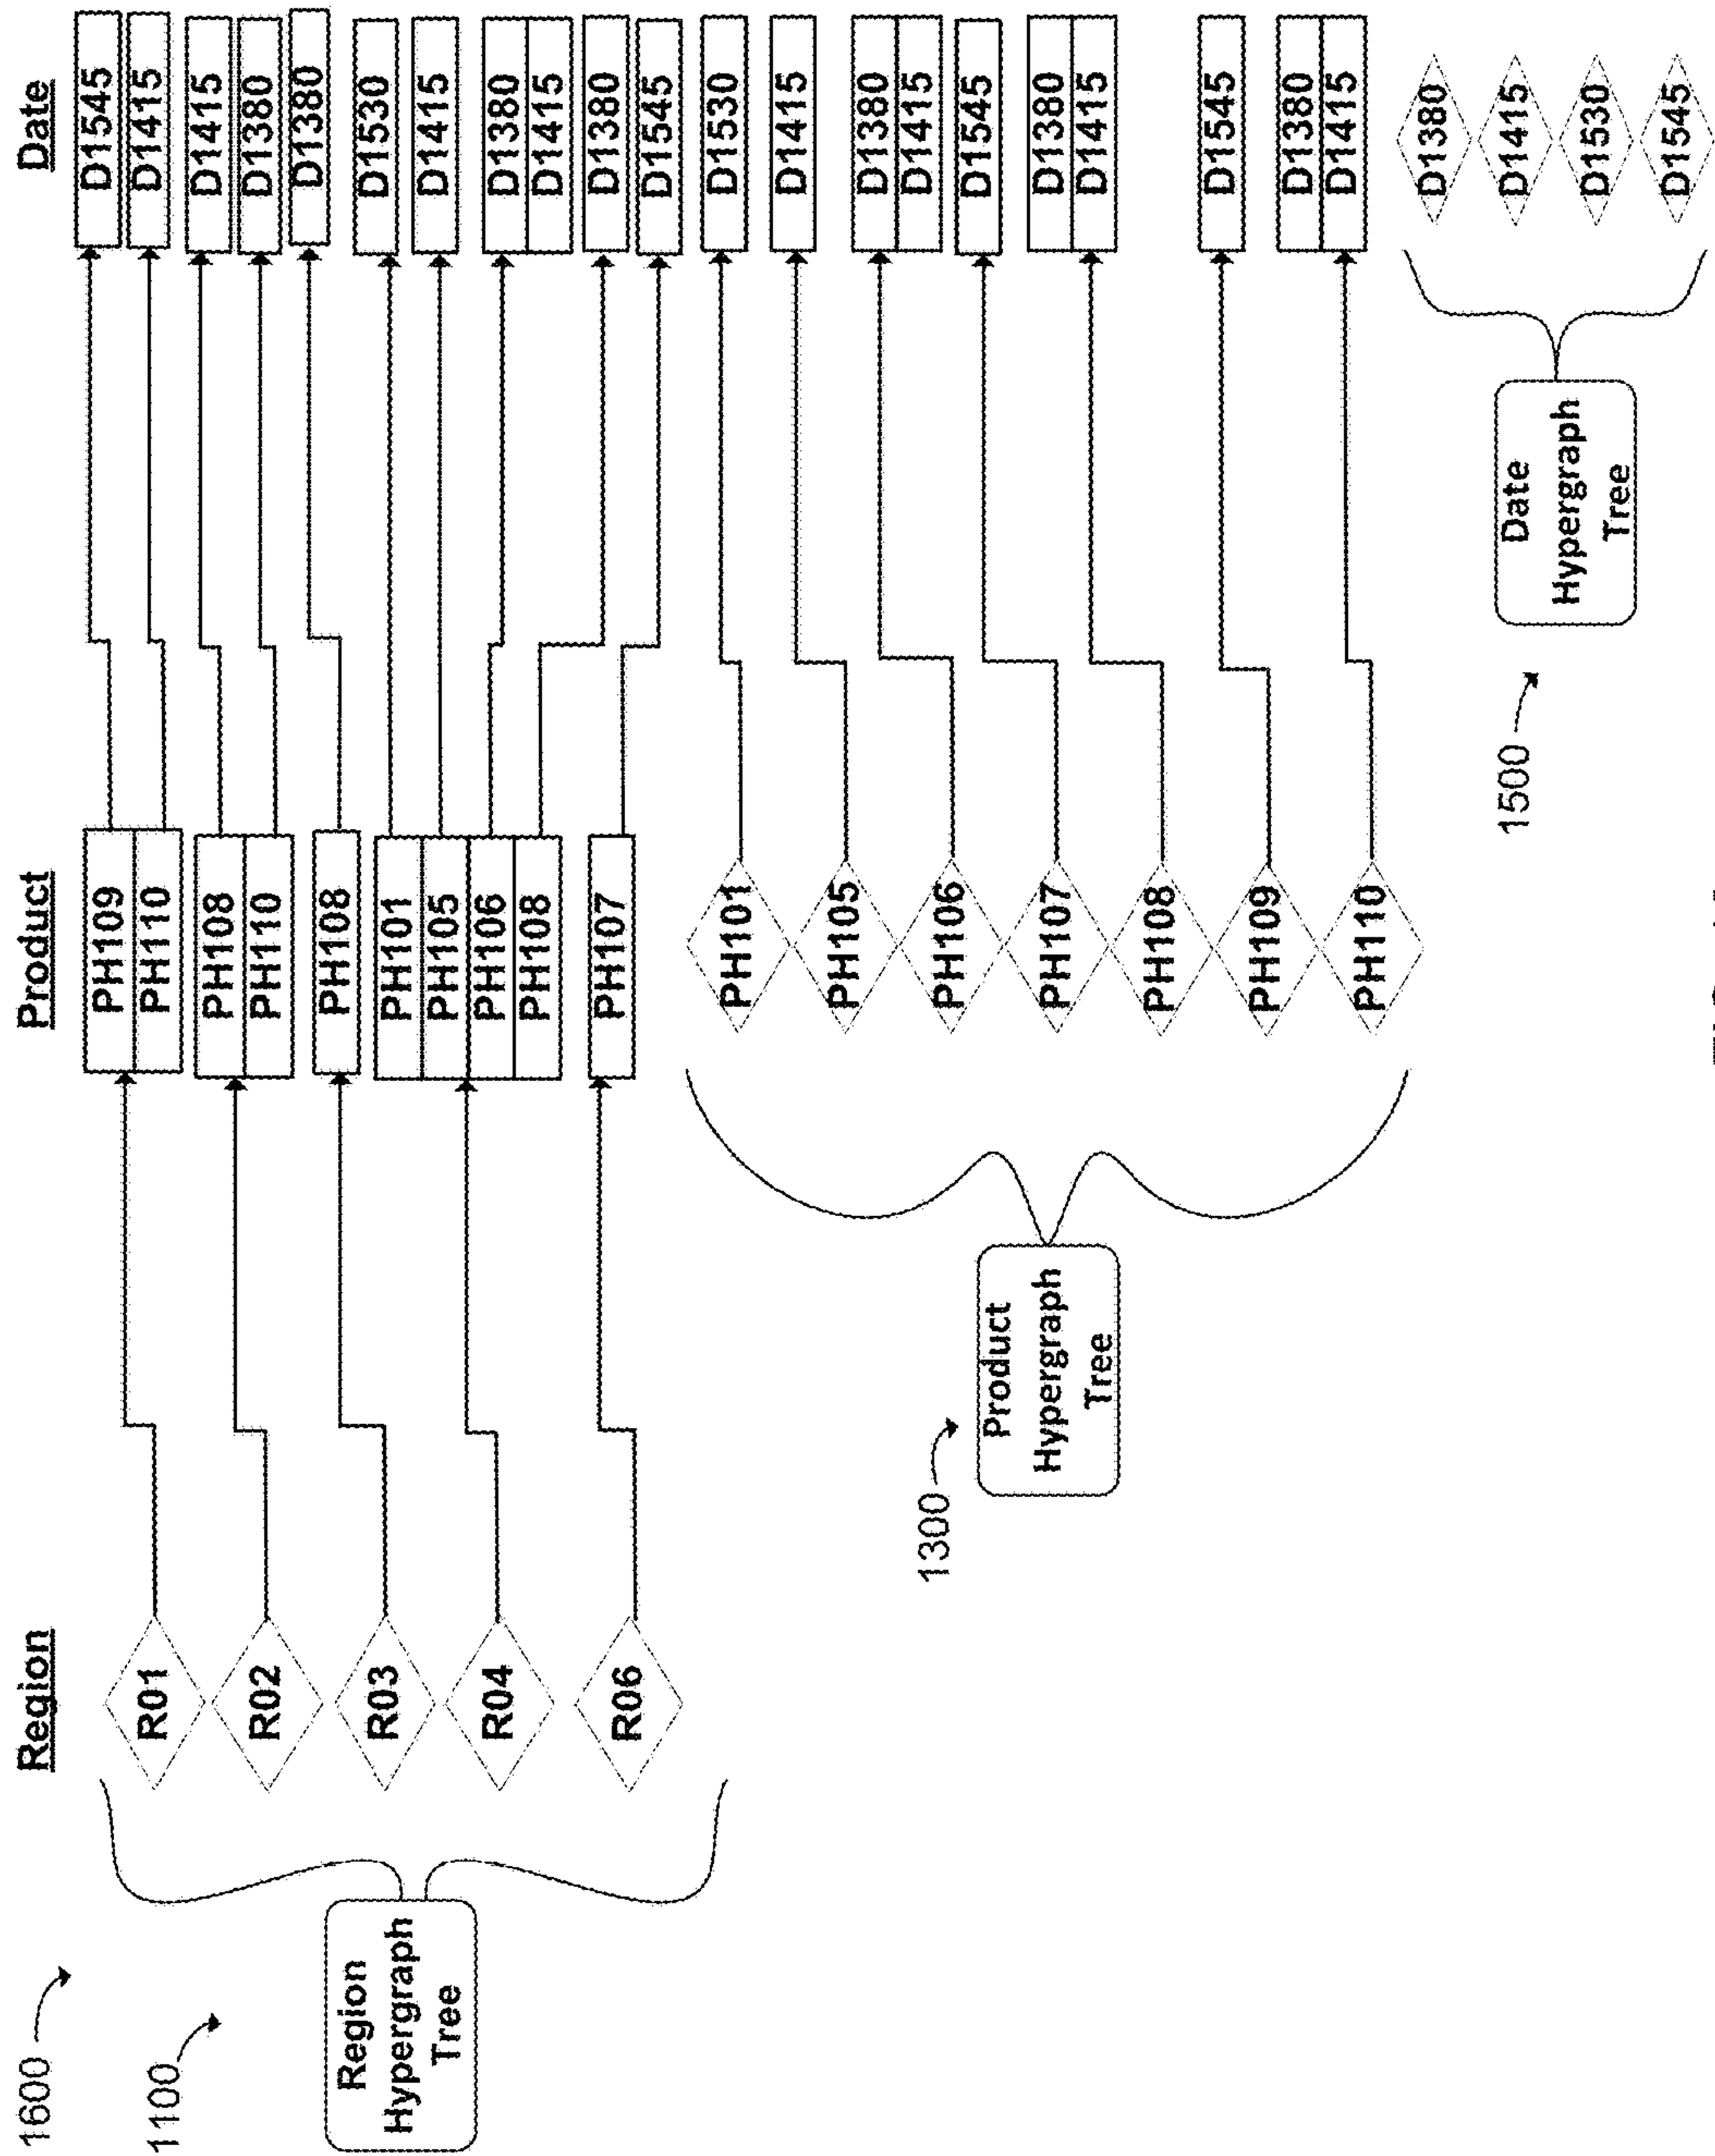 1600
1100
Region
Product
Date
Region
Hypergraph
Tree
R01
R02
R03
R04
R06
PH109
PH110
PH108
PH110
PH108
PH101
PH105
PH106
PH108
PH107
D1545
D1415
D1415
D1380
D1380
D1530
D1415
D1380
D1415
D1380
D1545
1300
Product
Hypergraph
Tree
PH101
PH105
PH106
PH107
PH108
PH109
PH110
D1530
D1415
D1380
D1415
D1545
D1380
D1415
D1545
D1380
D1415
1500
Date
Hypergraph
Tree
D1380
D1415
D1530
D1545